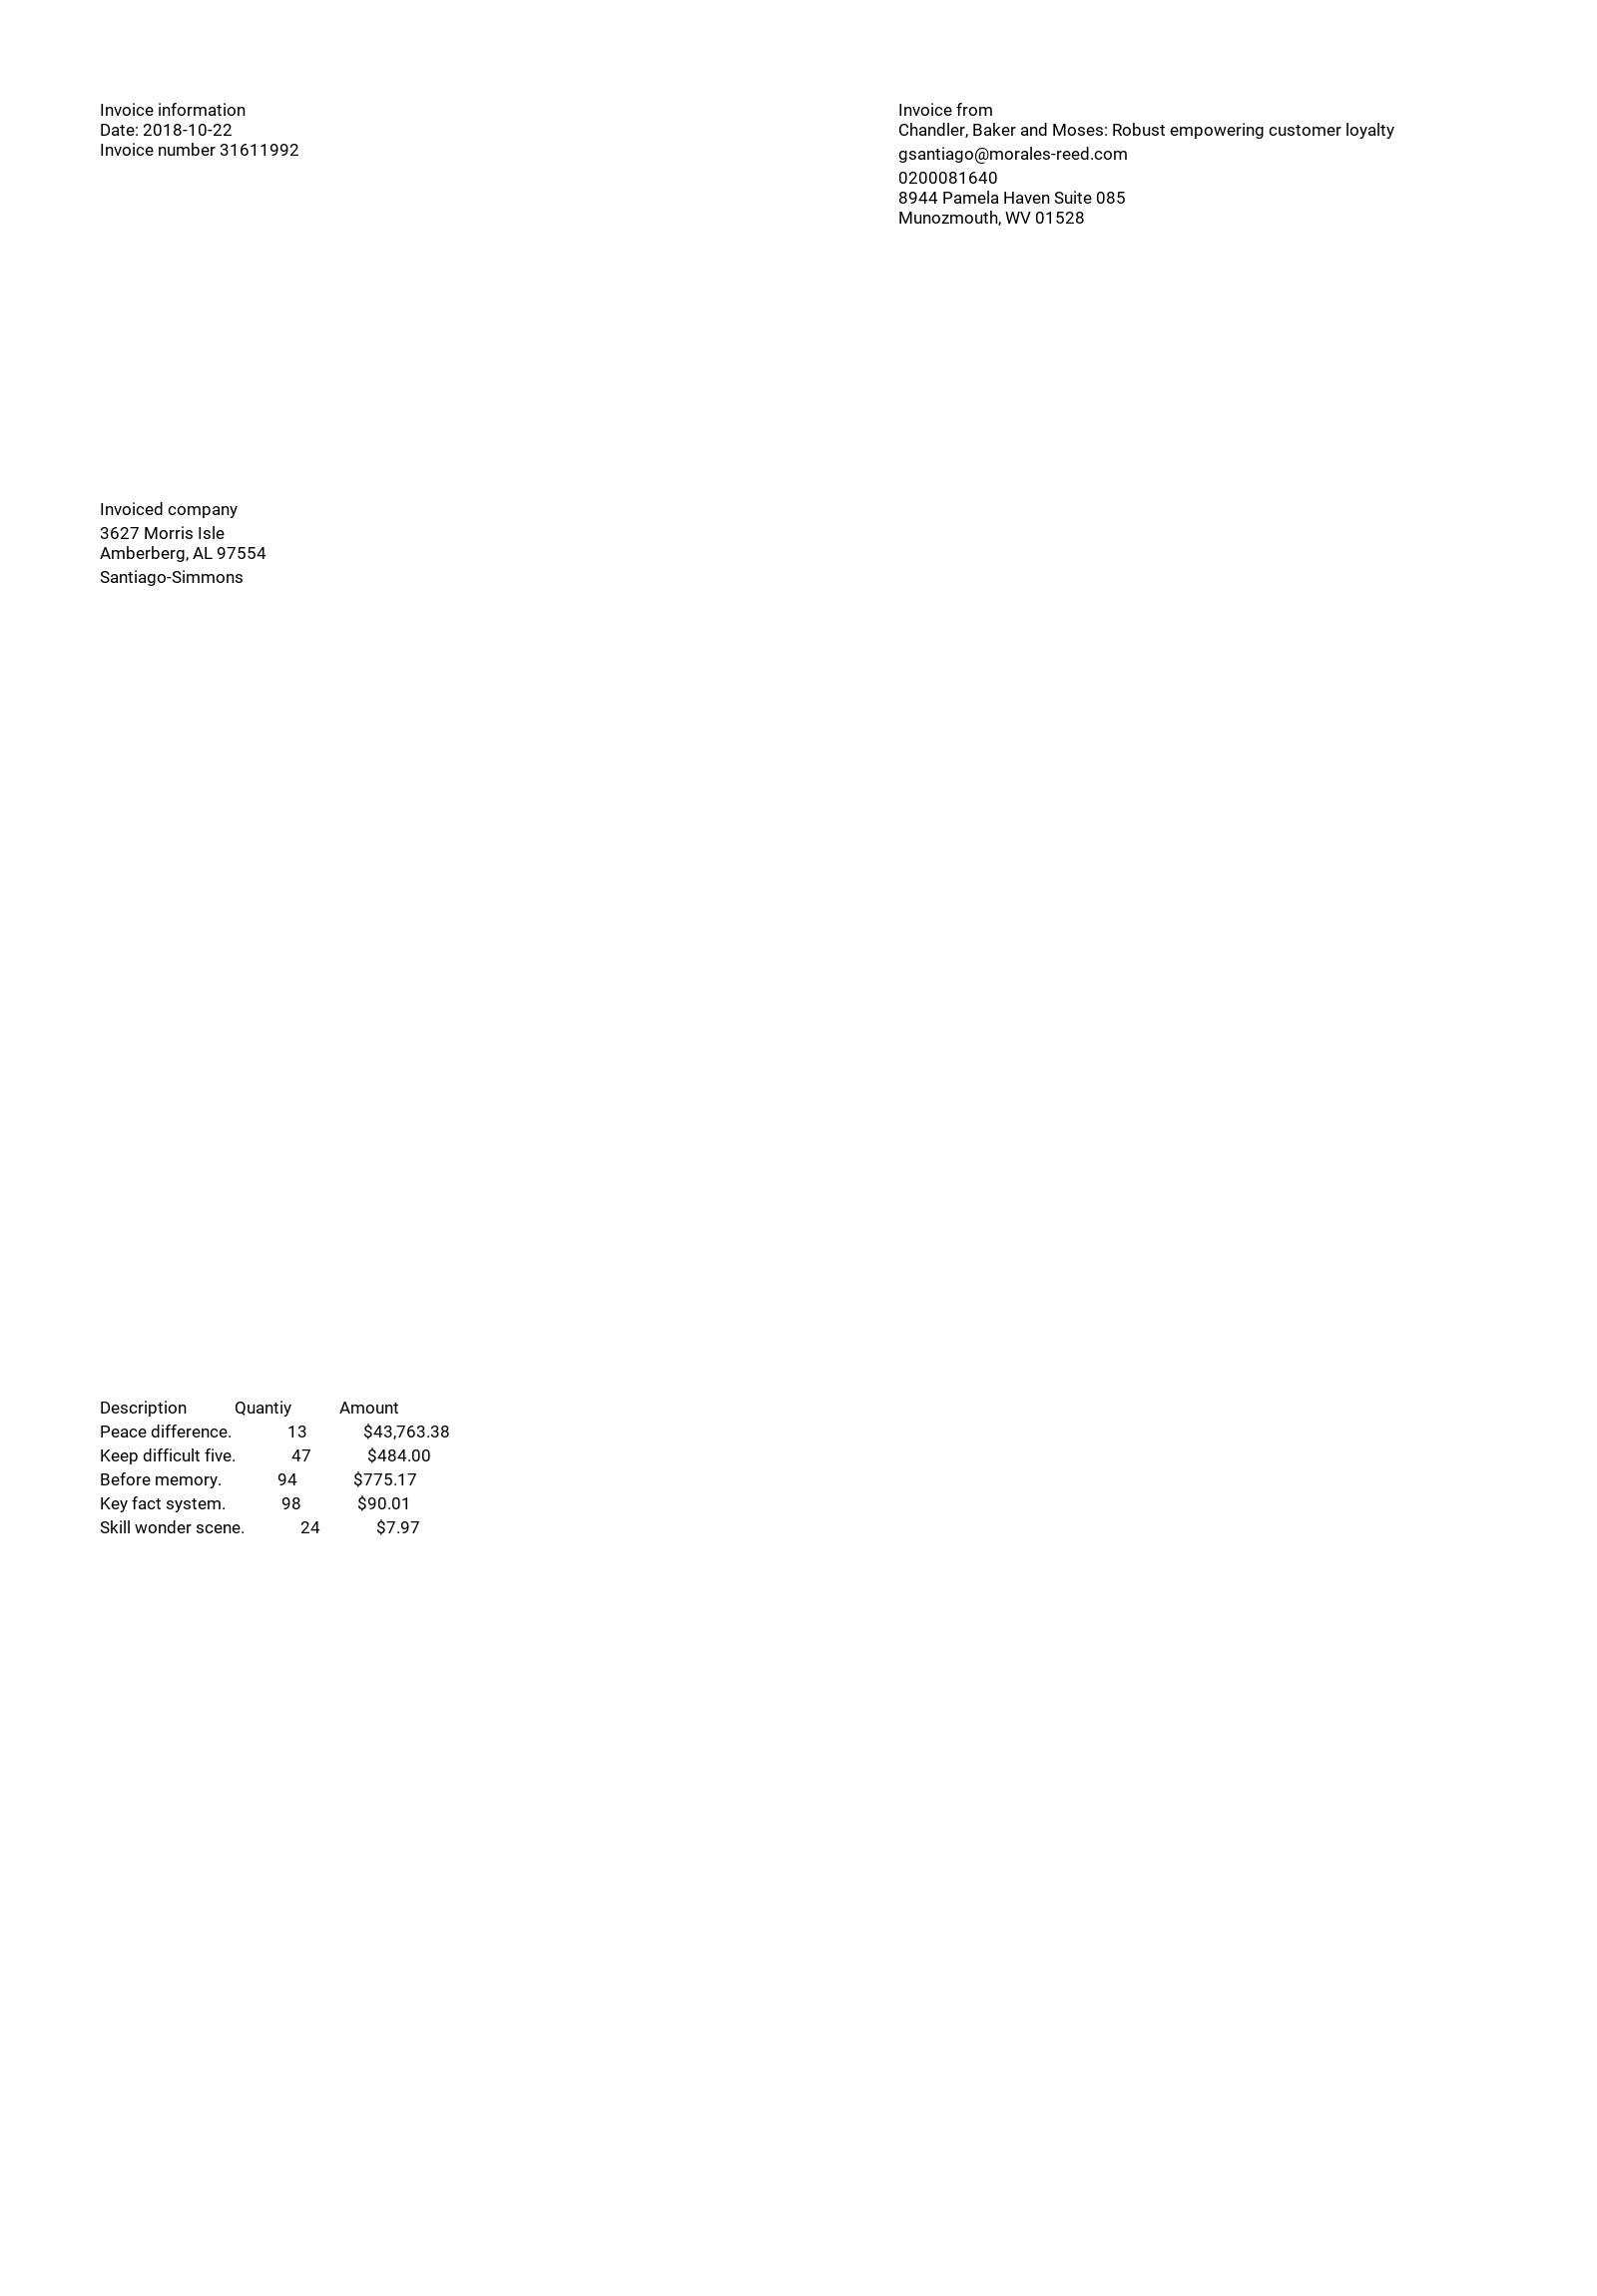 Invoice information
Date: 2018-10-22
Invoice number 31611992
Invoice from
Chandler, Baker and Moses: Robust empowering customer loyalty
gsantiago@morales-reed.com
0200081640
8944 Pamela Haven Suite 085
Munozmouth, WV 01528
Invoiced company
3627 Morris Isle
Amberberg, AL 97554
Santiago-Simmons
Description Quantiy Amount
Peace difference. 13 $43,763.38
Keep difficult five. 47 $484.00
Before memory. 94 $775.17
Key fact system. 98 $90.01
Skill wonder scene. 24 $7.97